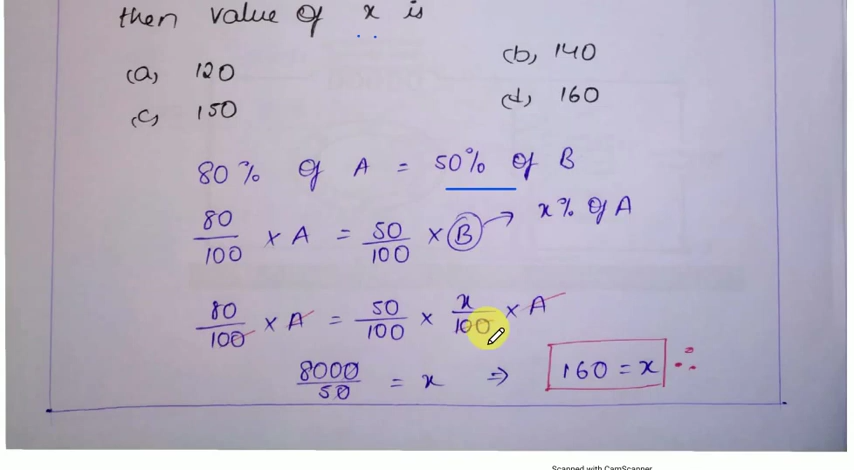 then value of x is
(a) 120 (b) 140
(c) 150 (d) 160
80% of A = 50% of B
80/100 × A = 50/100 × B → x% of A
80/100 × A = 50/100 × x/100 × A
8000/50 = x ⇒ 160 = x ∴
Scanned with CamScanner